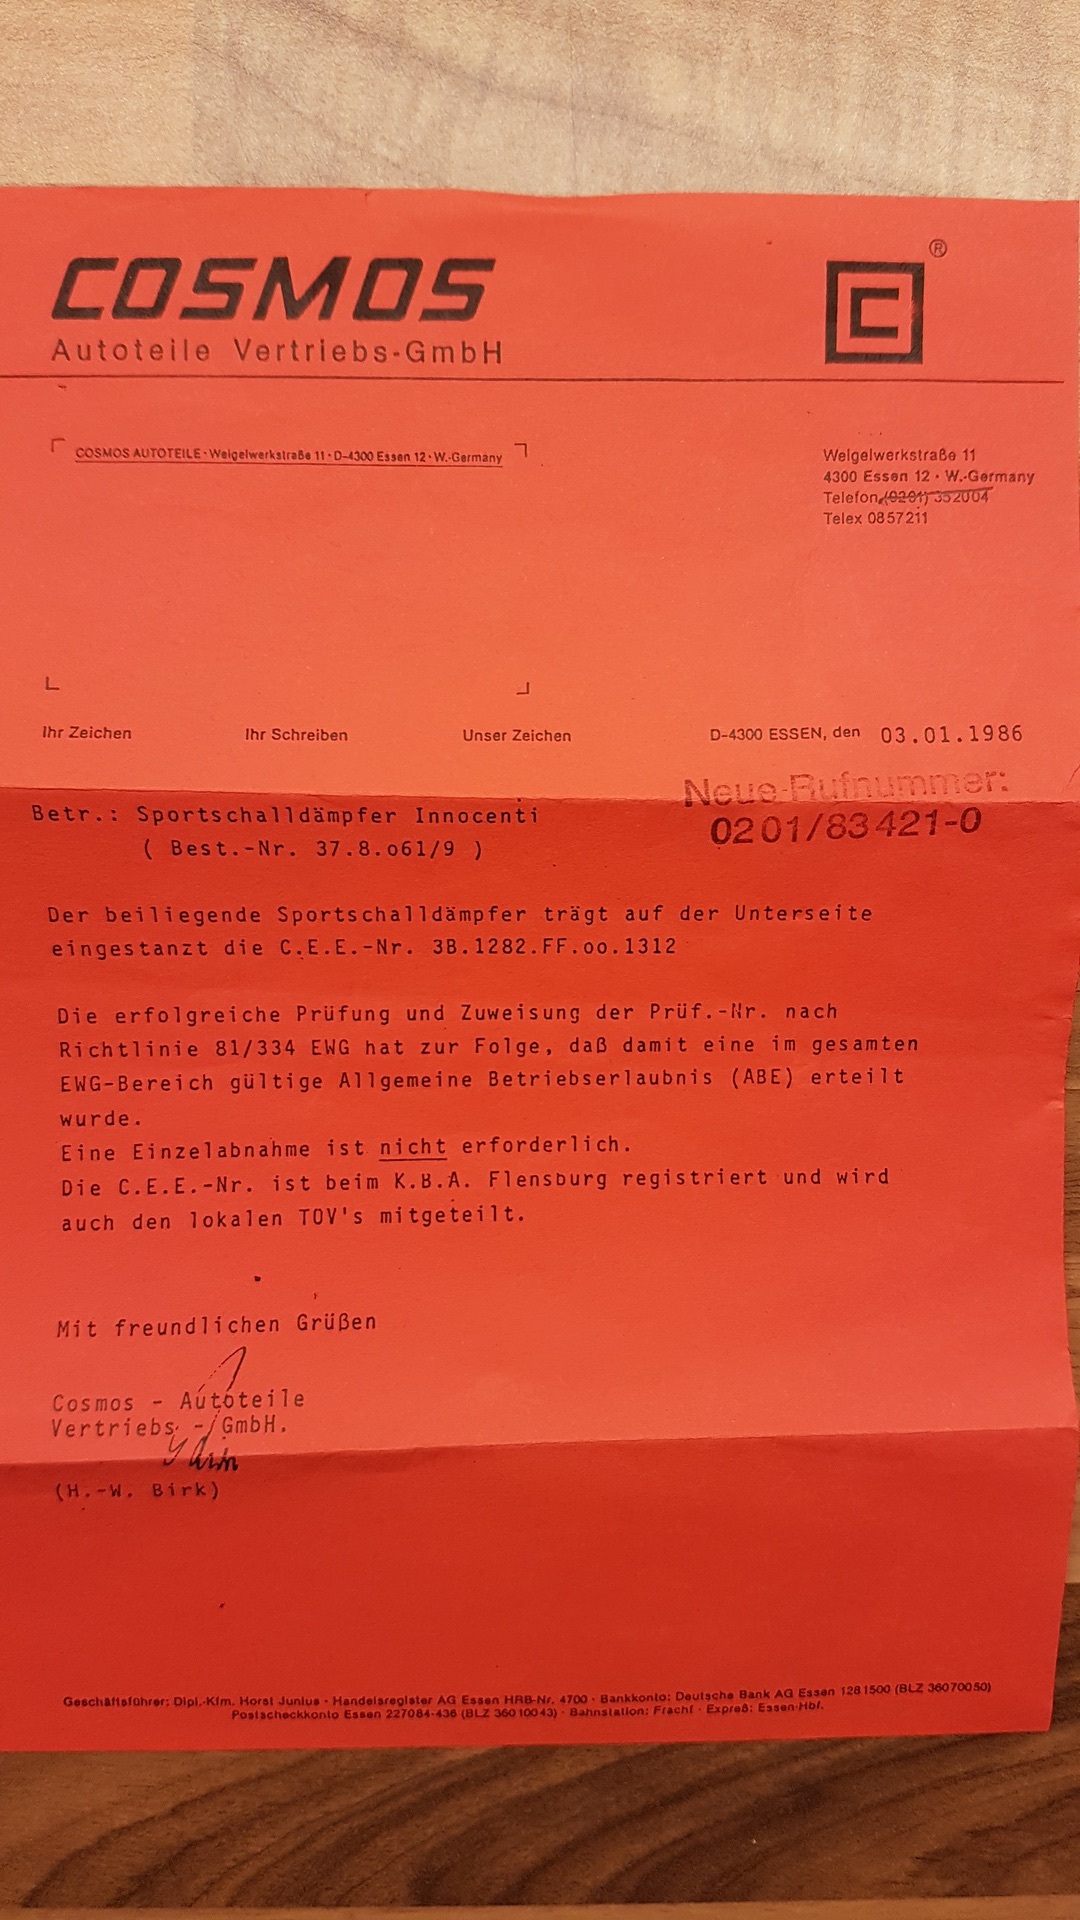 COSMOS
Autoteile Vertriebs-GmbH
C ®
COSMOS AUTOTEILE · Weigelwerkstraße 11 · D-4300 Essen 12 · W.-Germany
Weigelwerkstraße 11
4300 Essen 12 · W.-Germany
Telefon (0201) 352004
Telex 0857211
Ihr Zeichen Ihr Schreiben Unser Zeichen D-4300 ESSEN, den 03.01.1986
Neue Rufnummer:
0201/83421-0
Betr.: Sportschalldämpfer Innocenti
( Best.-Nr. 37.8.o61/9 )
Der beiliegende Sportschalldämpfer trägt auf der Unterseite
eingestanzt die C.E.E.-Nr. 3B.1282.FF.oo.1312
Die erfolgreiche Prüfung und Zuweisung der Prüf.-Nr. nach
Richtlinie 81/334 EWG hat zur Folge, daß damit eine im gesamten
EWG-Bereich gültige Allgemeine Betriebserlaubnis (ABE) erteilt
wurde.
Eine Einzelabnahme ist nicht erforderlich.
Die C.E.E.-Nr. ist beim K.B.A. Flensburg registriert und wird
auch den lokalen TOV's mitgeteilt.
Mit freundlichen Grüßen
Cosmos - Autoteile
Vertriebs - GmbH.
(H.-W. Birk)
Geschäftsführer: Dipl.-Kfm. Horst Junius · Handelsregister AG Essen HRB-Nr. 4700 · Bankkonto: Deutsche Bank AG Essen 1281500 (BLZ 36070050)
Postscheckkonto Essen 227084-436 (BLZ 36010043) · Bahnstation: Fracht · Expreß: Essen-Hbf.